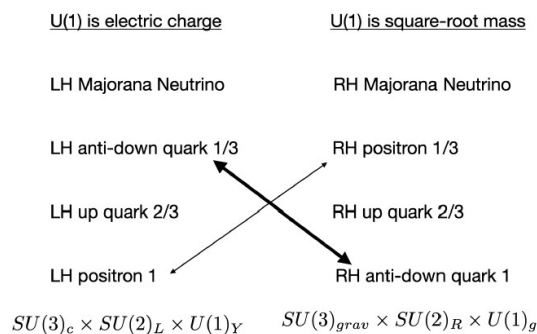 U(1) is electric charge
U(1) is square-root mass
LH Majorana Neutrino
RH Majorana Neutrino
LH anti-down quark 1/3
RH positron 1/3
LH up quark 2/3
RH up quark 2/3
LH positron 1
RH anti-down quark 1
SU(3)_c × SU(2)_L × U(1)_Y
SU(3)_{grav} × SU(2)_R × U(1)_g